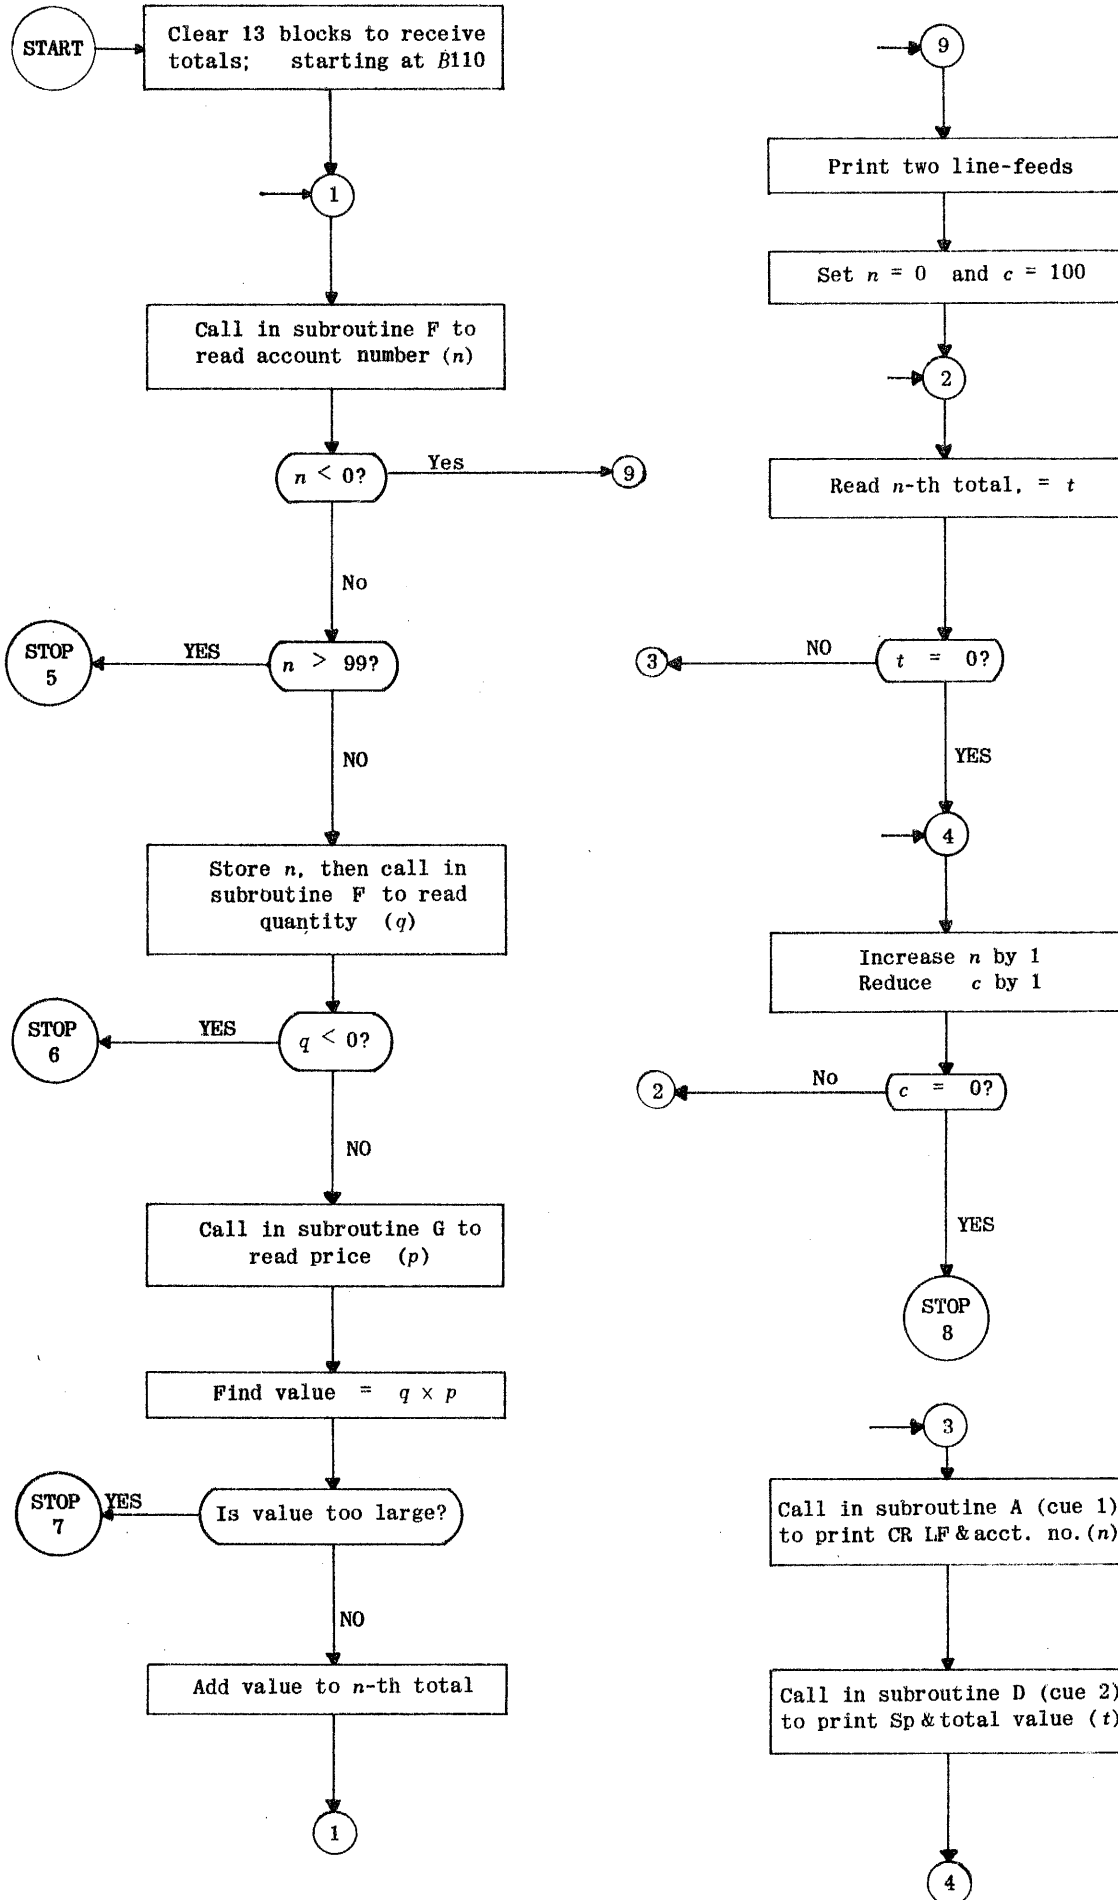 START
Clear 13 blocks to receive
totals; starting at B110
1
Call in subroutine F to
read account number (n)
n < 0?
Yes
9
No
n > 99?
YES
STOP
5
NO
Store n, then call in
subroutine F to read
quantity (q)
q < 0?
YES
STOP
6
NO
Call in subroutine G to
read price (p)
Find value = q × p
Is value too large?
YES
STOP
7
NO
Add value to n-th total
1
9
Print two line-feeds
Set n = 0 and c = 100
2
Read n-th total, = t
t = 0?
NO
3
YES
4
Increase n by 1
Reduce c by 1
c = 0?
No
2
YES
STOP
8
3
Call in subroutine A (cue 1)
to print CR LF & acct. no. (n)
Call in subroutine D (cue 2)
to print Sp & total value (t)
4